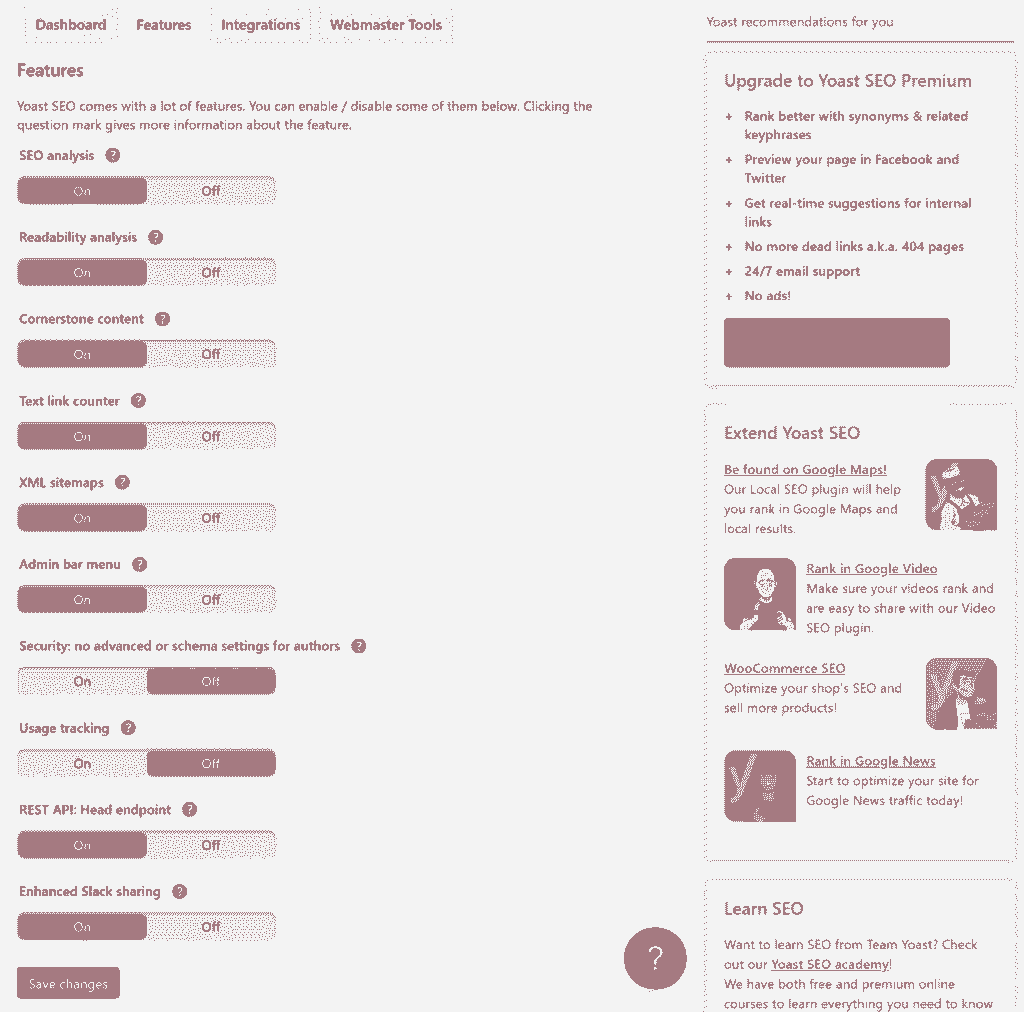 Dashboard Features Integrations Webmaster Tools
Features
Yoast SEO comes with a lot of features. You can enable / disable some of them below. Clicking the
question mark gives more information about the feature.
SEO analysis ?
On Off
Readability analysis ?
On Off
Cornerstone content ?
On Off
Text link counter ?
On Off
XML sitemaps ?
On Off
Admin bar menu ?
On Off
Security: no advanced or schema settings for authors ?
On Off
Usage tracking ?
On Off
REST API: Head endpoint ?
On Off
Enhanced Slack sharing ?
On Off
Save changes
?
Yoast recommendations for you
Upgrade to Yoast SEO Premium
+ Rank better with synonyms & related
keyphrases
+ Preview your page in Facebook and
Twitter
+ Get real-time suggestions for internal
links
+ No more dead links a.k.a. 404 pages
+ 24/7 email support
+ No ads!
Extend Yoast SEO
Be found on Google Maps!
Our Local SEO plugin will help
you rank in Google Maps and
local results.
Rank in Google Video
Make sure your videos rank and
are easy to share with our Video
SEO plugin.
WooCommerce SEO
Optimize your shop's SEO and
sell more products!
Rank in Google News
Start to optimize your site for
Google News traffic today!
Learn SEO
Want to learn SEO from Team Yoast? Check
out our Yoast SEO academy!
We have both free and premium online
courses to learn everything you need to know